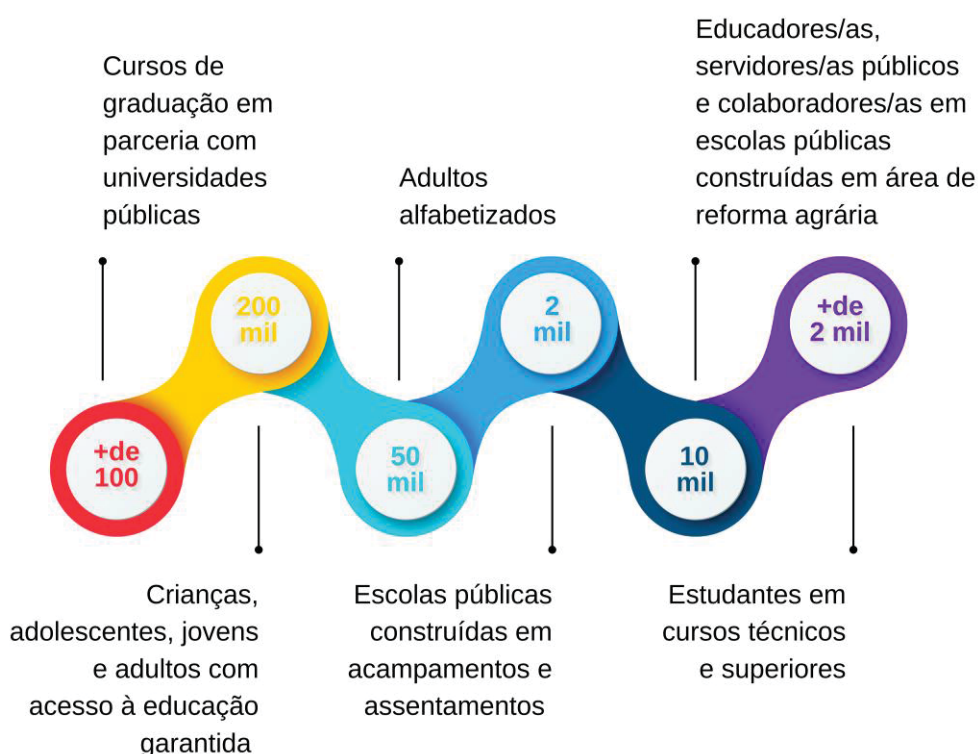 Cursos de
graduação em
parceria com
universidades
públicas
Adultos
alfabetizados
Educadores/as,
servidores/as públicos
e colaboradores/as em
escolas públicas
construídas em área de
reforma agrária
+de
100
200
mil
50
mil
2
mil
10
mil
+de
2 mil
Crianças,
adolescentes, jovens
e adultos com
acesso à educação
garantida
Escolas públicas
construídas em
acampamentos e
assentamentos
Estudantes em
cursos técnicos
e superiores